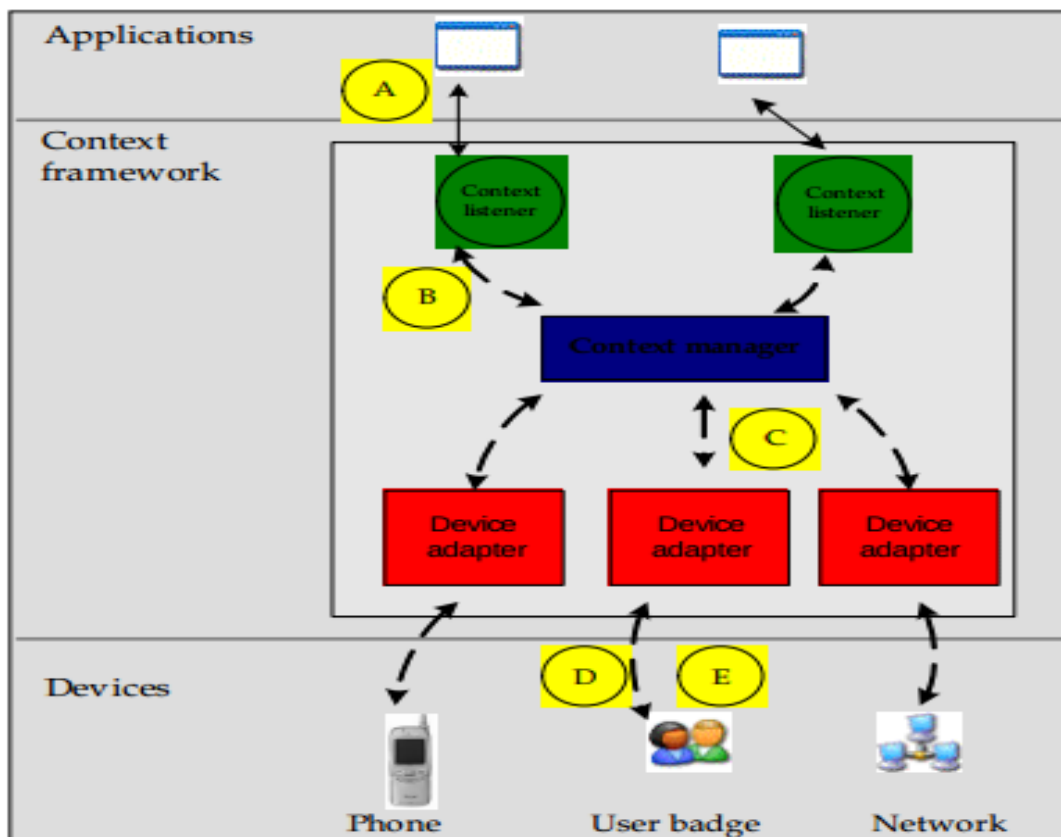 Applications
A
Context
framework
Context
listener
Context
listener
B
Context manager
C
Device
adapter
Device
adapter
Device
adapter
Devices
D
E
Phone
User badge
Network